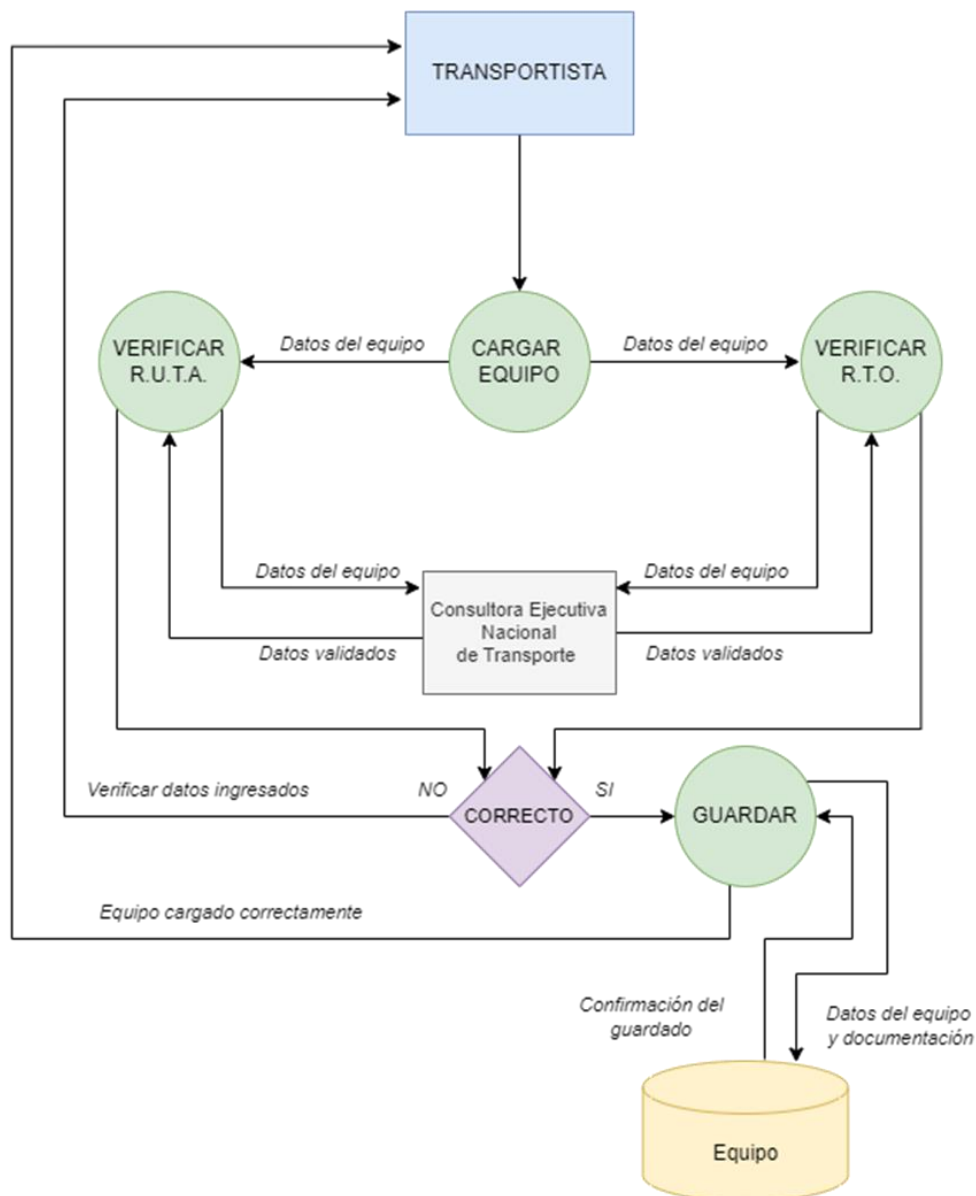 TRANSPORTISTA
VERIFICAR
R.U.T.A.
Datos del equipo
CARGAR
EQUIPO
Datos del equipo
VERIFICAR
R.T.O.
Datos del equipo
Datos del equipo
Consultora Ejecutiva
Nacional
de Transporte
Datos validados
Datos validados
Verificar datos ingresados
NO
CORRECTO
SI
GUARDAR
Equipo cargado correctamente
Confirmación del
guardado
Datos del equipo
y documentación
Equipo